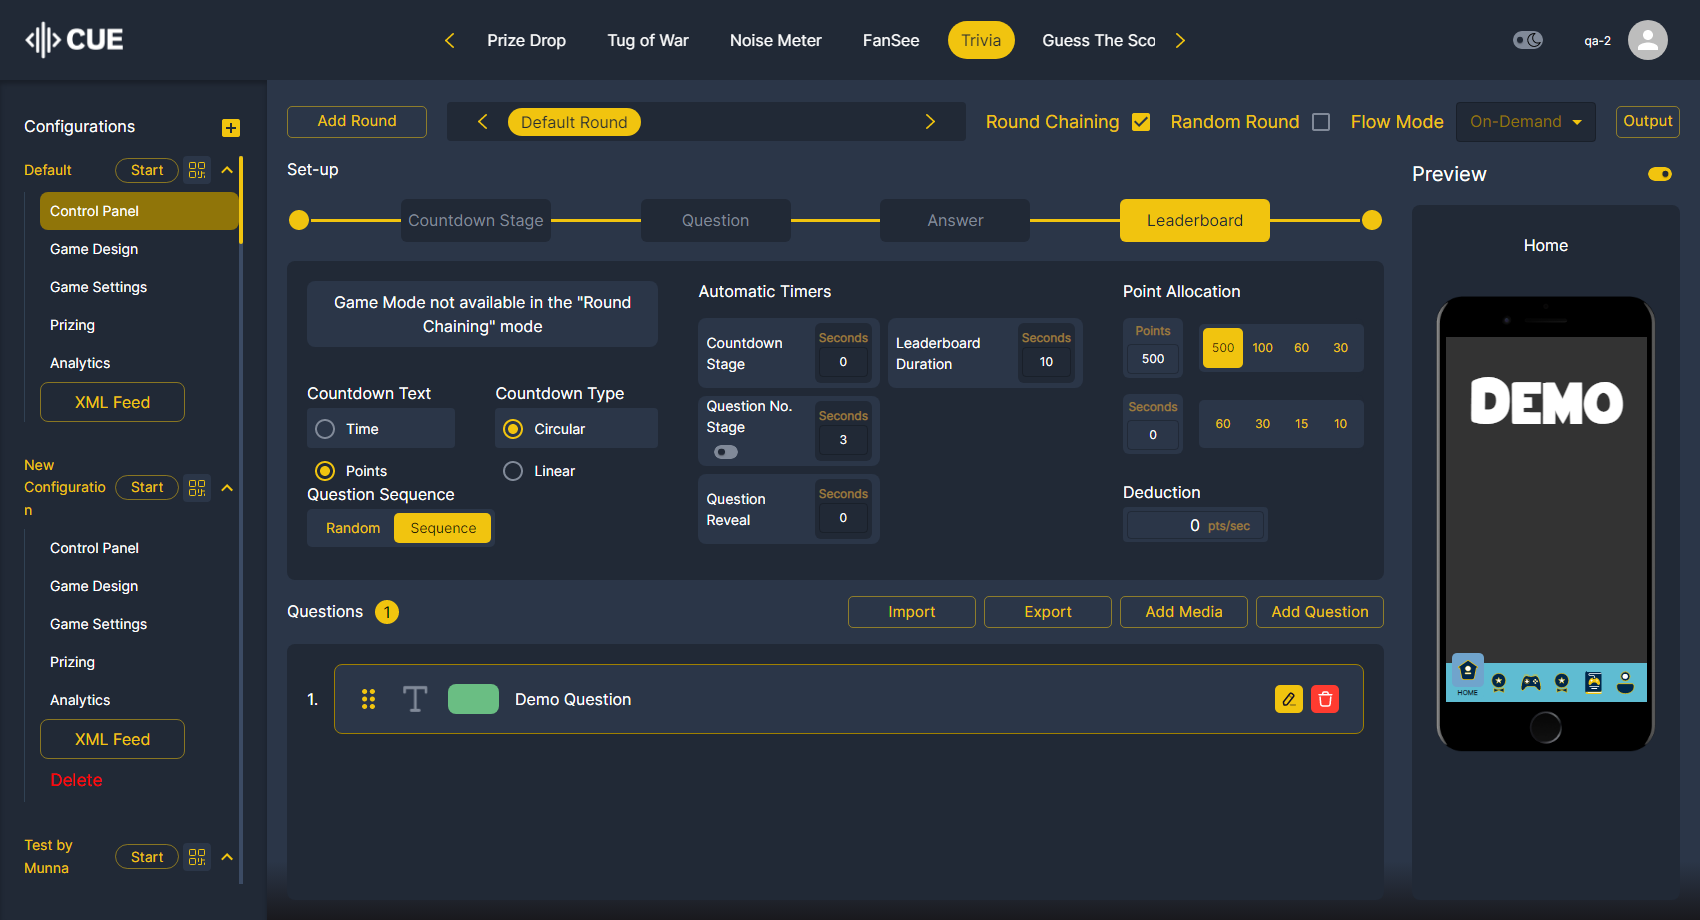 CUE
Prize Drop
Tug of War
Noise Meter
FanSee
Trivia
Guess The Sco
qa-2
Configurations
Default
Start
Control Panel
Game Design
Game Settings
Prizing
Analytics
XML Feed
New
Configuratio
n
Start
Control Panel
Game Design
Game Settings
Prizing
Analytics
XML Feed
Delete
Test by
Munna
Start
Add Round
Default Round
Round Chaining
Random Round
Flow Mode
On-Demand
Output
Set-up
Countdown Stage
Question
Answer
Leaderboard
Game Mode not available in the "Round
Chaining" mode
Countdown Text
Time
Points
Countdown Type
Circular
Linear
Question Sequence
Random
Sequence
Automatic Timers
Countdown
Stage
Seconds
0
Leaderboard
Duration
Seconds
10
Question No.
Stage
Seconds
3
Question
Reveal
Seconds
0
Point Allocation
Points
500
500
100
60
30
Seconds
0
60
30
15
10
Deduction
0 pts/sec
Questions 1
Import
Export
Add Media
Add Question
1.
T
Demo Question
Preview
Home
DEMO
HOME